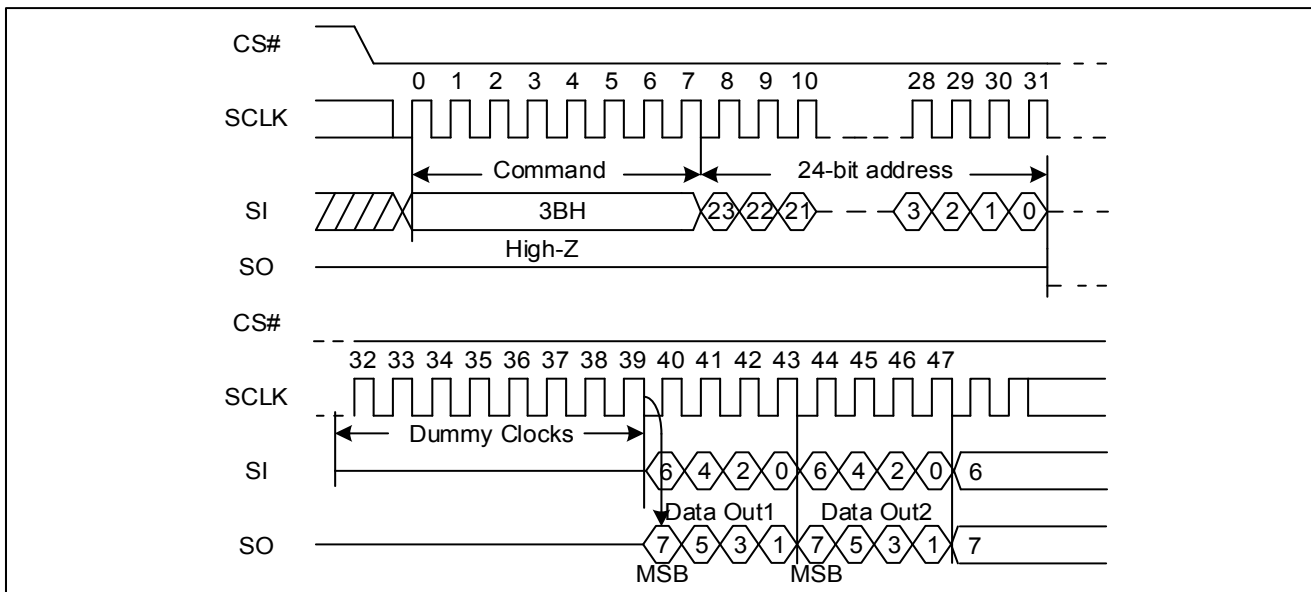 CS#
0 1 2 3 4 5 6 7 8 9 10 28 29 30 31
SCLK
Command 24-bit address
SI 3BH 23 22 21 3 2 1 0
High-Z
SO
CS#
32 33 34 35 36 37 38 39 40 41 42 43 44 45 46 47
SCLK
Dummy Clocks
SI 6 4 2 0 6 4 2 0 6
Data Out1 Data Out2
SO 7 5 3 1 7 5 3 1 7
MSB MSB